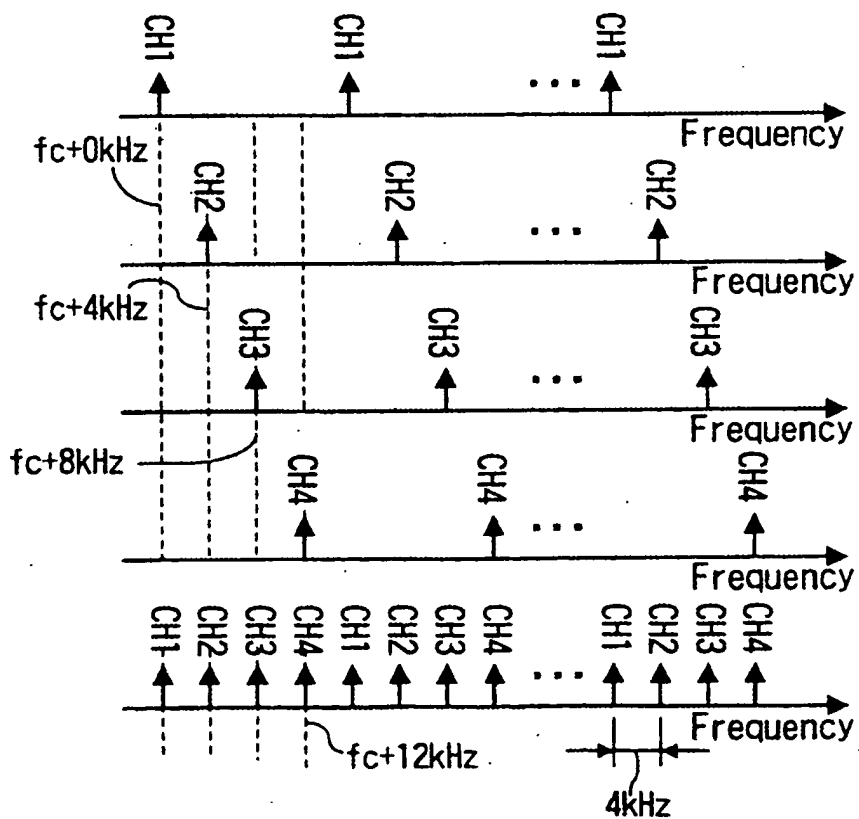 CH1 CH1 ... CH1
Frequency
fc+0kHz
CH2 CH2 ... CH2
Frequency
fc+4kHz
CH3 CH3 ... CH3
Frequency
fc+8kHz
CH4 CH4 ... CH4
Frequency
CH1 CH2 CH3 CH4 CH1 CH2 CH3 CH4 ... CH1 CH2 CH3 CH4
Frequency
fc+12kHz
4kHz